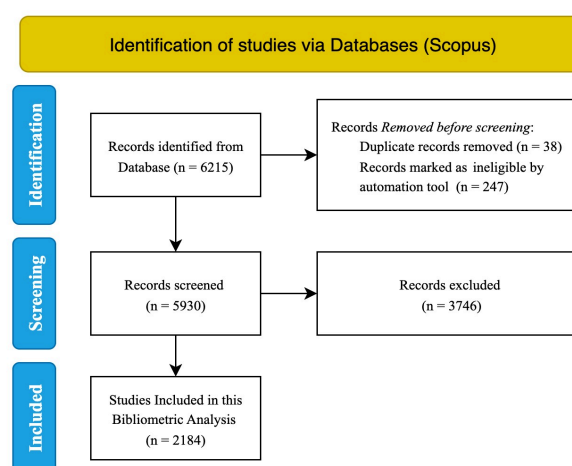 Identification of studies via Databases (Scopus)
Identification
Records identified from
Database (n = 6215)
Records Removed before screening:
Duplicate records removed (n = 38)
Records marked as ineligible by
automation tool (n = 247)
Screening
Records screened
(n = 5930)
Records excluded
(n = 3746)
Included
Studies Included in this
Bibliometric Analysis
(n = 2184)